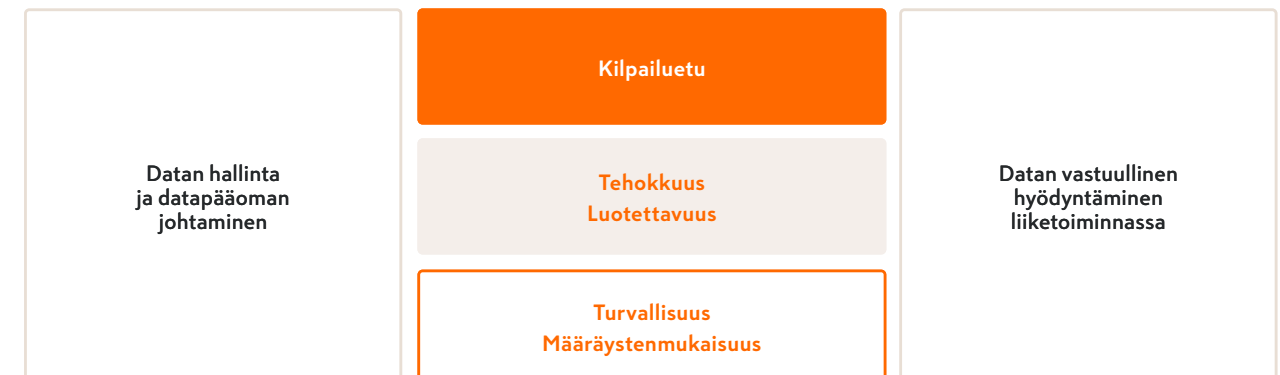 Datan hallinta
ja datapääoman
johtaminen
Kilpailuetu
Tehokkuus
Luotettavuus
Turvallisuus
Määräystenmukaisuus
Datan vastuullinen
hyödyntäminen
liiketoiminnassa